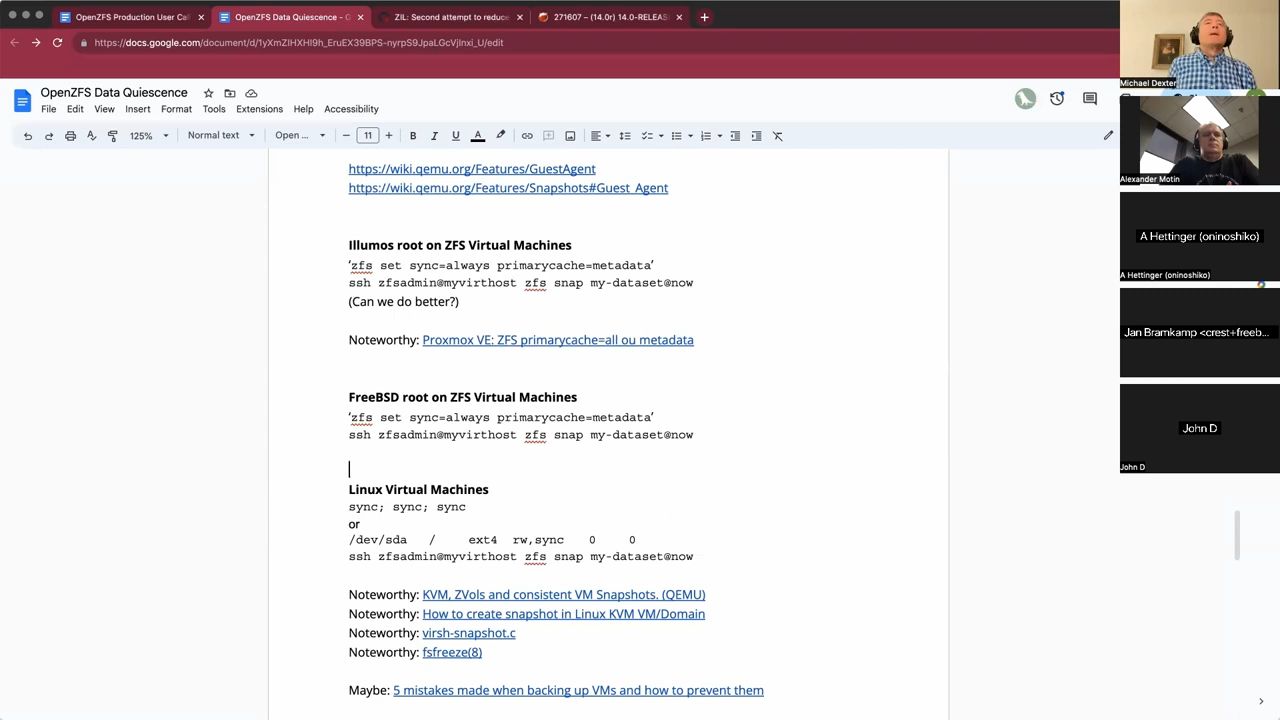 OpenZFS Production User Cal
OpenZFS Data Quiescence - G
ZIL: Second attempt to reduce
271607 – (14.0r) 14.0-RELEAS
https://docs.google.com/document/d/1yXmZIHXHI9h_EruEX39BPS-nyrpS9JpaLGcVjInxi_U/edit
OpenZFS Data Quiescence
File Edit View Insert Format Tools Extensions Help Accessibility
125% Normal text Open ... 11 B I U A
https://wiki.qemu.org/Features/GuestAgent
https://wiki.qemu.org/Features/Snapshots#Guest_Agent
Illumos root on ZFS Virtual Machines
‘zfs set sync=always primarycache=metadata’
ssh zfsadmin@myvirthost zfs snap my-dataset@now
(Can we do better?)
Noteworthy: Proxmox VE: ZFS primarycache=all ou metadata
FreeBSD root on ZFS Virtual Machines
‘zfs set sync=always primarycache=metadata’
ssh zfsadmin@myvirthost zfs snap my-dataset@now
Linux Virtual Machines
sync; sync; sync
or
/dev/sda / ext4 rw,sync 0 0
ssh zfsadmin@myvirthost zfs snap my-dataset@now
Noteworthy: KVM, ZVols and consistent VM Snapshots. (QEMU)
Noteworthy: How to create snapshot in Linux KVM VM/Domain
Noteworthy: virsh-snapshot.c
Noteworthy: fsfreeze(8)
Maybe: 5 mistakes made when backing up VMs and how to prevent them
Michael Dexter
Alexander Motin
A Hettinger (oninoshiko)
A Hettinger (oninoshiko)
Jan Bramkamp <crest+freeb...
John D
John D